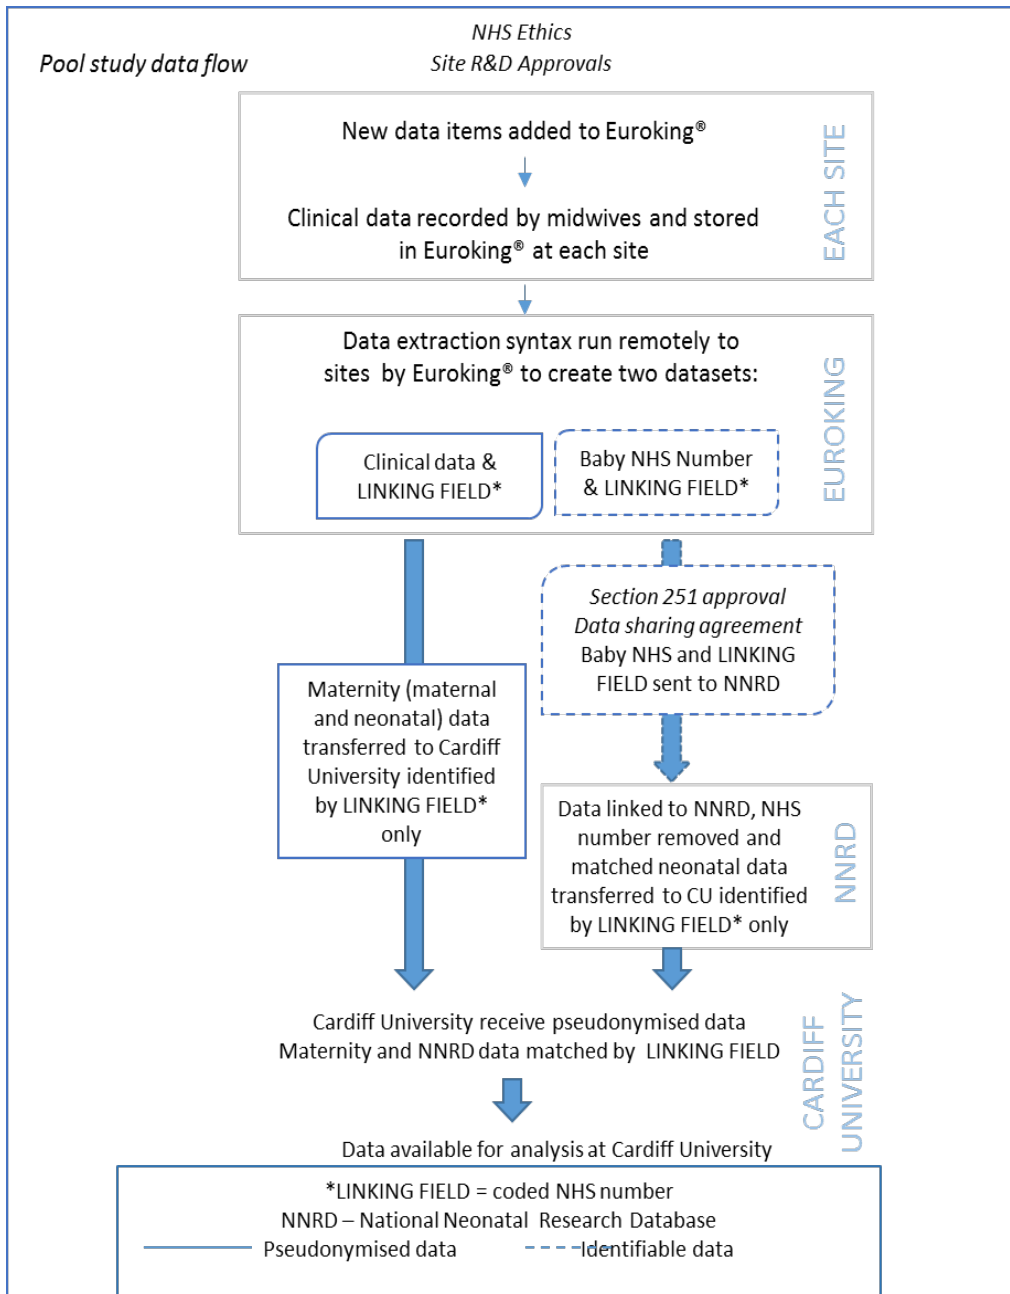 NHS Ethics
Pool study data flow
Site R&D Approvals
New data items added to Euroking®
Clinical data recorded by midwives and stored
in Euroking® at each site
EACH SITE
Data extraction syntax run remotely to
sites by Euroking® to create two datasets:
Clinical data &
LINKING FIELD*
Baby NHS Number
& LINKING FIELD*
EUROKING
Section 251 approval
Data sharing agreement
Baby NHS and LINKING
FIELD sent to NNRD
Maternity (maternal
and neonatal) data
transferred to Cardiff
University identified
by LINKING FIELD*
only
Data linked to NNRD, NHS
number removed and
matched neonatal data
transferred to CU identified
by LINKING FIELD* only
NNRD
Cardiff University receive pseudonymised data
Maternity and NNRD data matched by LINKING FIELD
CARDIFF
UNIVERSITY
Data available for analysis at Cardiff University
*LINKING FIELD = coded NHS number
NNRD – National Neonatal Research Database
Pseudonymised data
Identifiable data